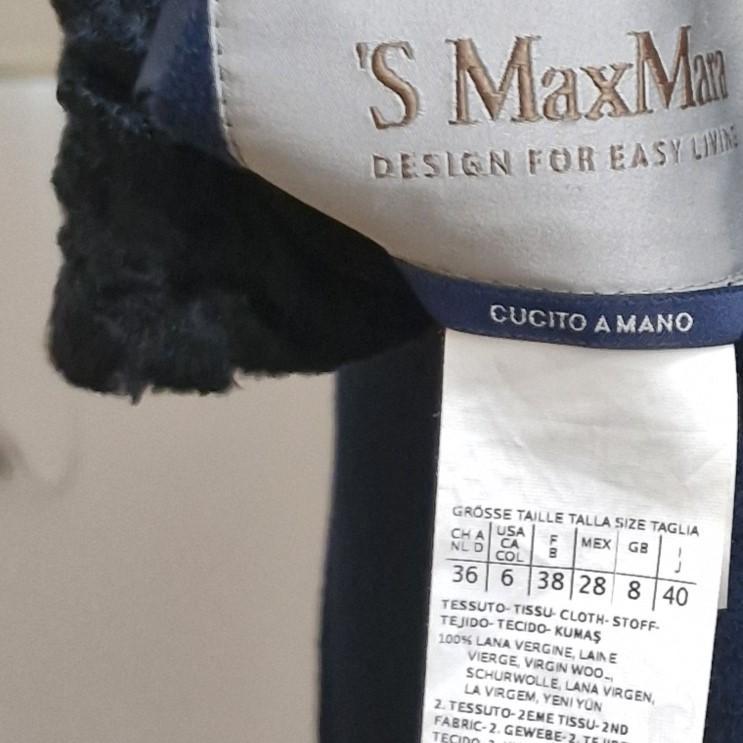 'S MaxMara
DESIGN FOR EASY LIVING
CUCITO A MANO
GRÖSSE TAILLE TALLA SIZE TAGLIA
CH A NL D USA CA COL F B MEX GB I J
36 6 38 28 8 40
TESSUTO- TISSU- CLOTH- STOFF-
TEJIDO- TECIDO- KUMAŞ
100% LANA VERGINE, LAINE
VIERGE, VIRGIN WOOL,
SCHURWOLLE, LANA VIRGEN,
LA VIRGEM, YENI YÜN
2. TESSUTO- 2EME TISSU- 2ND
FABRIC- 2. GEWEBE- 2.